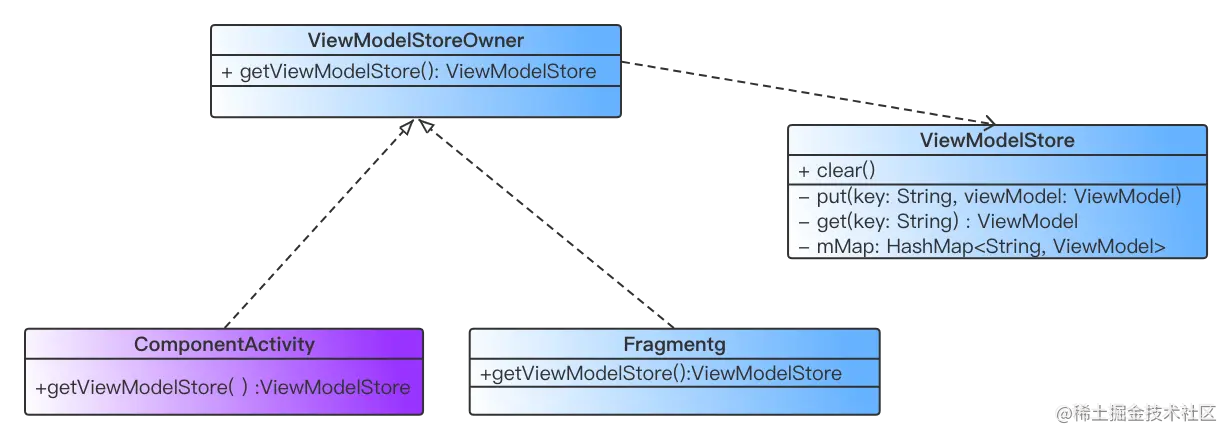 ViewModelStoreOwner
+ getViewModelStore(): ViewModelStore
ViewModelStore
+ clear()
– put(key: String, viewModel: ViewModel)
– get(key: String) : ViewModel
– mMap: HashMap<String, ViewModel>
ComponentActivity
+getViewModelStore( ) :ViewModelStore
Fragmentg
+getViewModelStore():ViewModelStore
@稀土掘金技术社区